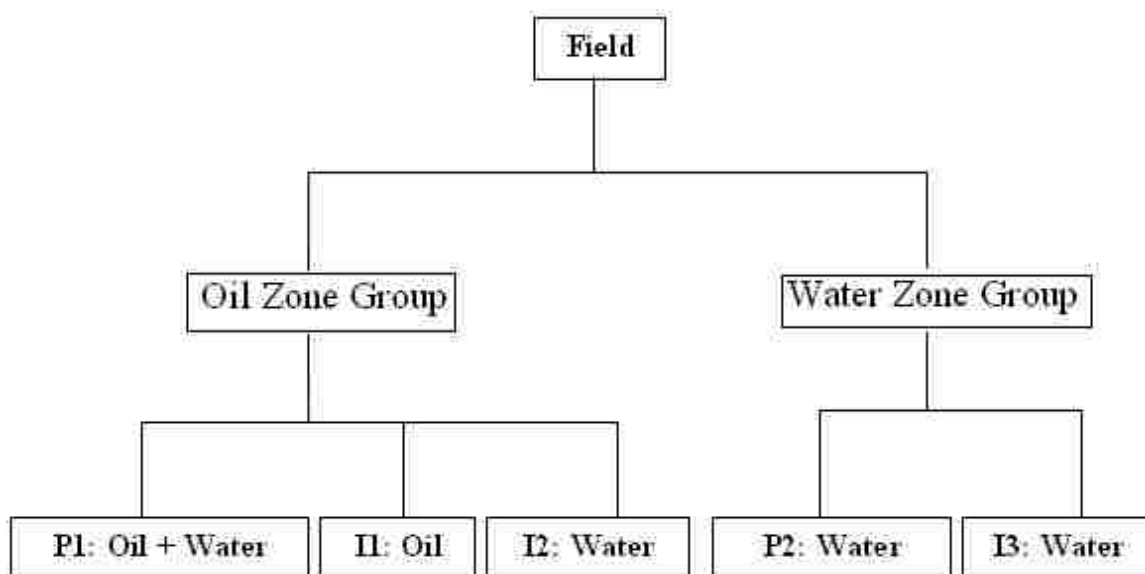 Field
Oil Zone Group
Water Zone Group
P1: Oil + Water
I1: Oil
I2: Water
P2: Water
I3: Water